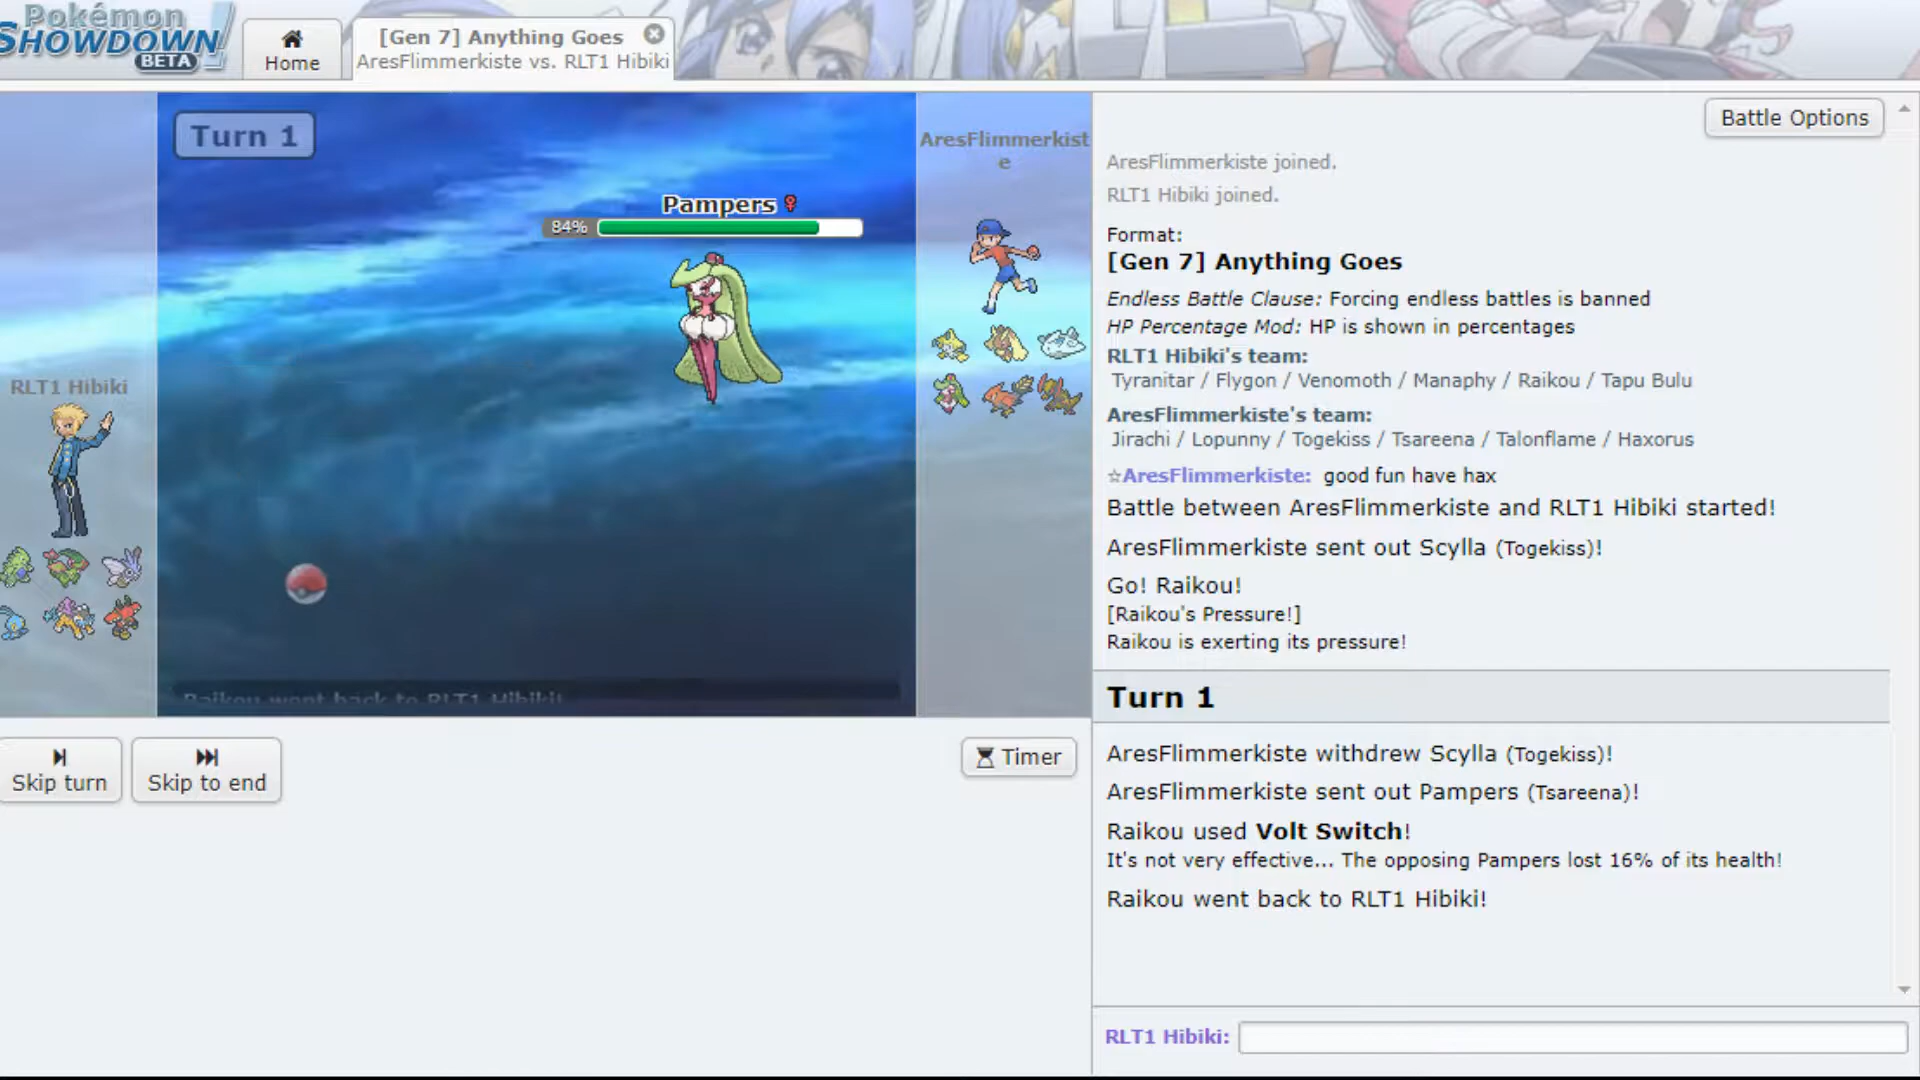 Pokémon
SHOWDOWN!
BETA
Home
[Gen 7] Anything Goes
AresFlimmerkiste vs. RLT1 Hibiki
Turn 1
Pampers ♀
84%
AresFlimmerkist
e
RLT1 Hibiki
Raikou went back to RLT1 Hibiki!
Skip turn
Skip to end
Timer
Battle Options
AresFlimmerkiste joined.
RLT1 Hibiki joined.
Format:
[Gen 7] Anything Goes
Endless Battle Clause: Forcing endless battles is banned
HP Percentage Mod: HP is shown in percentages
RLT1 Hibiki's team:
Tyranitar / Flygon / Venomoth / Manaphy / Raikou / Tapu Bulu
AresFlimmerkiste's team:
Jirachi / Lopunny / Togekiss / Tsareena / Talonflame / Haxorus
☆AresFlimmerkiste: good fun have hax
Battle between AresFlimmerkiste and RLT1 Hibiki started!
AresFlimmerkiste sent out Scylla (Togekiss)!
Go! Raikou!
[Raikou's Pressure!]
Raikou is exerting its pressure!
Turn 1
AresFlimmerkiste withdrew Scylla (Togekiss)!
AresFlimmerkiste sent out Pampers (Tsareena)!
Raikou used Volt Switch!
It's not very effective... The opposing Pampers lost 16% of its health!
Raikou went back to RLT1 Hibiki!
RLT1 Hibiki: